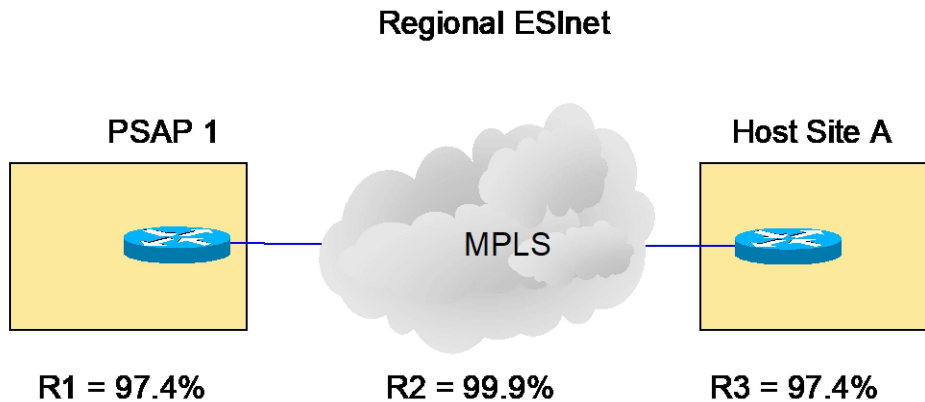 Regional ESInet
PSAP 1
Host Site A
MPLS
R1 = 97.4%
R2 = 99.9%
R3 = 97.4%